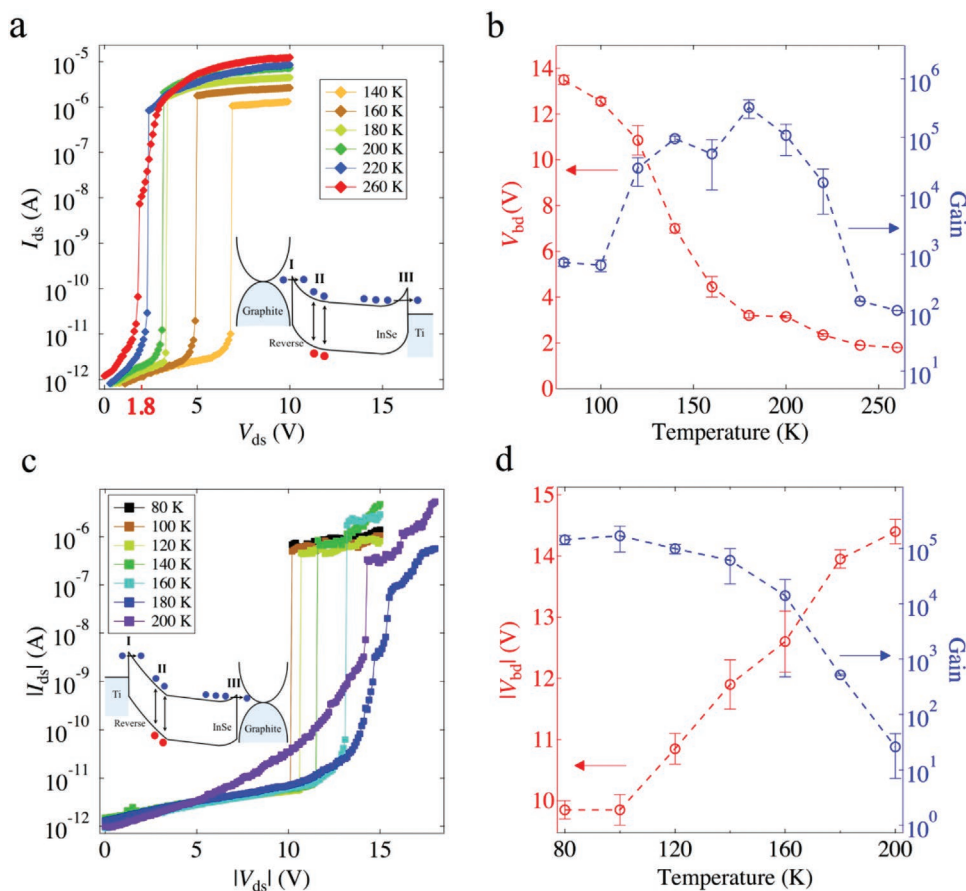 a
I_ds (A)
10^-5
10^-6
10^-7
10^-8
10^-9
10^-10
10^-11
10^-12
140 K
160 K
180 K
200 K
220 K
260 K
I
II
III
Graphite
InSe
Ti
Reverse
0 1.8 5 10 15
V_ds (V)
b
V_bd (V)
14
12
10
8
6
4
2
0
10^6
10^5
10^4
10^3
10^2
10^1
Gain
100 150 200 250
Temperature (K)
c
|I_ds| (A)
10^-6
10^-7
10^-8
10^-9
10^-10
10^-11
10^-12
80 K
100 K
120 K
140 K
160 K
180 K
200 K
I
II
III
Ti
Reverse
InSe
Graphite
0 5 10 15
|V_ds| (V)
d
|V_bd| (V)
15
14
13
12
11
10
10^5
10^4
10^3
10^2
10^1
10^0
Gain
80 100 120 140 160 180 200
Temperature (K)